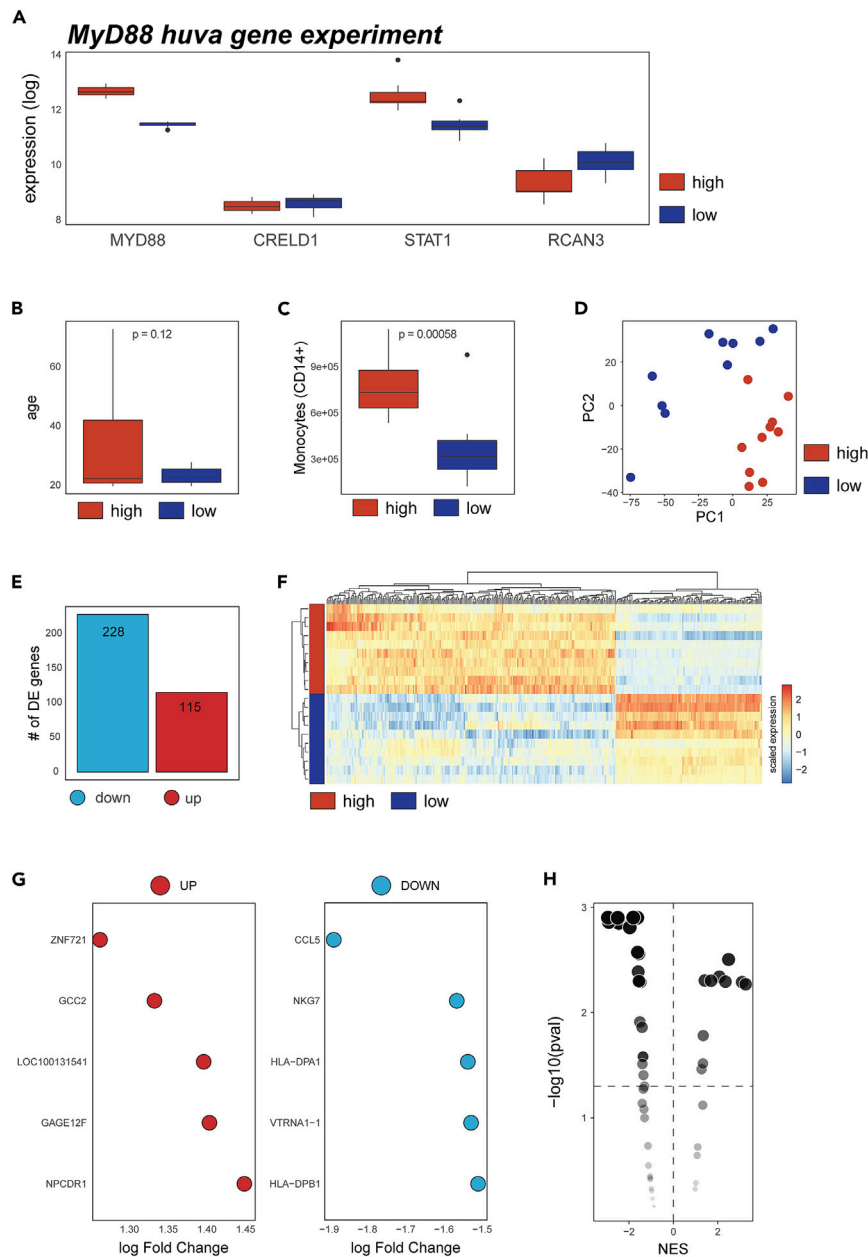 A
MyD88 huva gene experiment
expression (log)
14
12
10
8
MYD88 CRELD1 STAT1 RCAN3
high
low
B
p = 0.12
age
60
40
20
high low
C
p = 0.00058
Monocytes (CD14+)
9e+05
6e+05
3e+05
high low
D
PC2
20
0
−20
−40
−75 −50 −25 0 25
PC1
high
low
E
# of DE genes
200
150
100
50
0
228
115
down up
F
high low
scaled expression
2
1
0
−1
−2
G
UP
ZNF721
GCC2
LOC100131541
GAGE12F
NPCDR1
1.30 1.35 1.40 1.45
log Fold Change
DOWN
CCL5
NKG7
HLA−DPA1
VTRNA1−1
HLA−DPB1
−1.9 −1.8 −1.7 −1.6 −1.5
log Fold Change
H
−log10(pval)
3
2
1
−2 0 2
NES